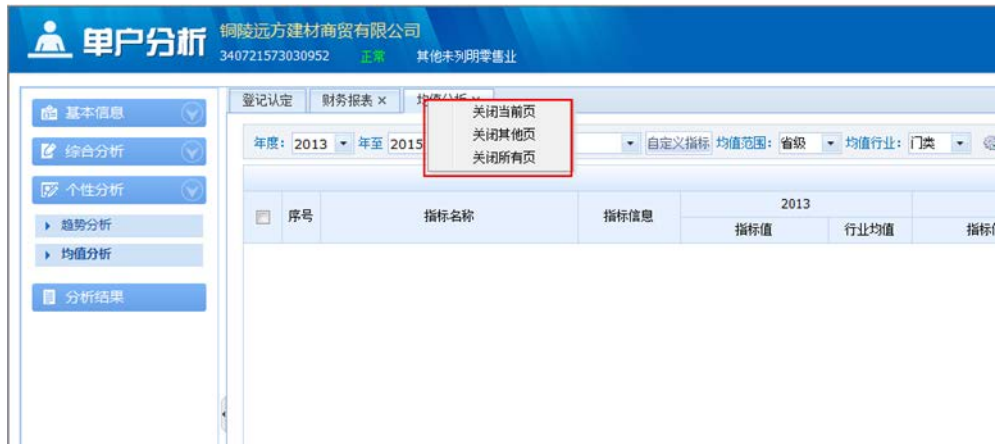 单户分析
铜陵远方建材商贸有限公司
340721573030952 正常 其他未列明零售业
基本信息
综合分析
个性分析
趋势分析
均值分析
分析结果
登记认定 财务报表 × 均值分析 ×
关闭当前页
关闭其他页
关闭所有页
年度: 2013 年至 2015 自定义指标 均值范围: 省级 均值行业: 门类
序号 指标名称 指标信息 2013
指标值 行业均值 指标